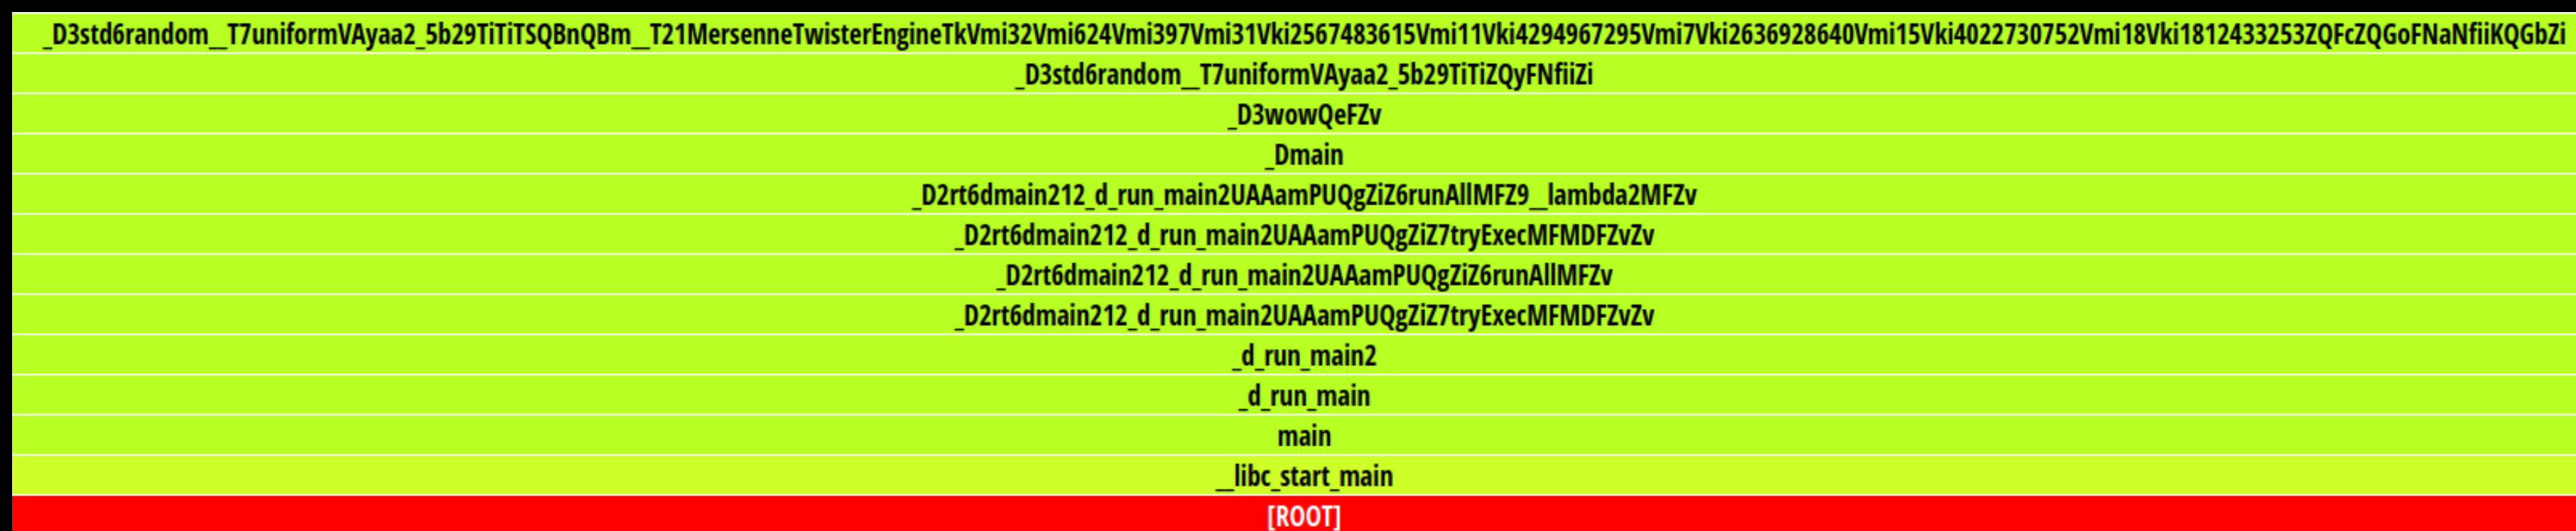 _D3std6random__T7uniformVAyaa2_5b29TiTiTSQBnQBm__T21MersenneTwisterEngineTkVmi32Vmi624Vmi397Vmi31Vki2567483615Vmi11Vki4294967295Vmi7Vki2636928640Vmi15Vki4022730752Vmi18Vki1812433253ZQFcZQGoFNaNfiiKQGbZi
_D3std6random__T7uniformVAyaa2_5b29TiTiZQyFNfiiZi
_D3wowQeFZv
_Dmain
_D2rt6dmain212_d_run_main2UAAamPUQgZiZ6runAllMFZ9__lambda2MFZv
_D2rt6dmain212_d_run_main2UAAamPUQgZiZ7tryExecMFMDFZvZv
_D2rt6dmain212_d_run_main2UAAamPUQgZiZ6runAllMFZv
_D2rt6dmain212_d_run_main2UAAamPUQgZiZ7tryExecMFMDFZvZv
_d_run_main2
_d_run_main
main
__libc_start_main
[ROOT]